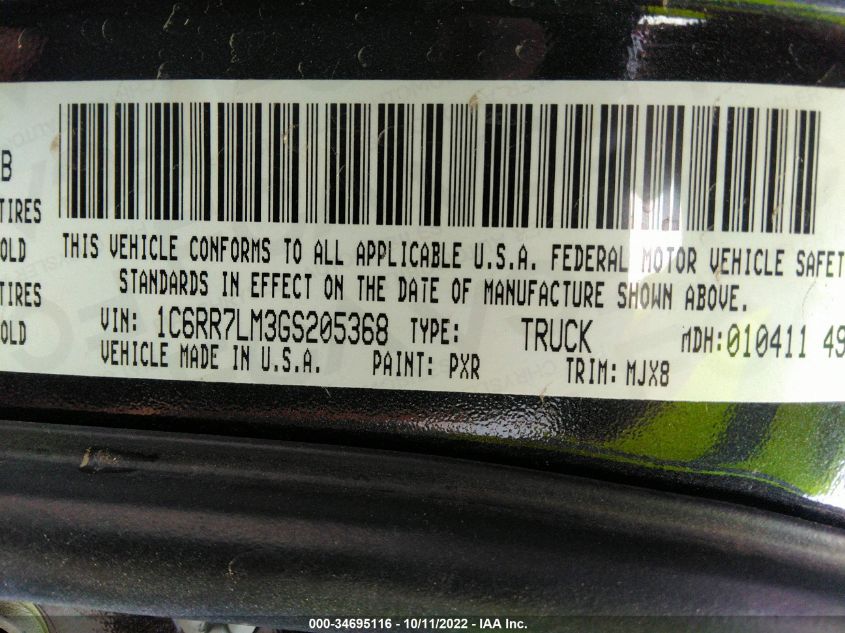 B
TIRES
OLD
TIRES
OLD
THIS VEHICLE CONFORMS TO ALL APPLICABLE U.S.A. FEDERAL MOTOR VEHICLE SAFET
STANDARDS IN EFFECT ON THE DATE OF MANUFACTURE SHOWN ABOVE.
VIN: 1C6RR7LM3GS205368 TYPE: TRUCK MDH:010411 49
VEHICLE MADE IN U.S.A. PAINT: PXR TRIM: MJX8
000-34695116 - 10/11/2022 - IAA Inc.